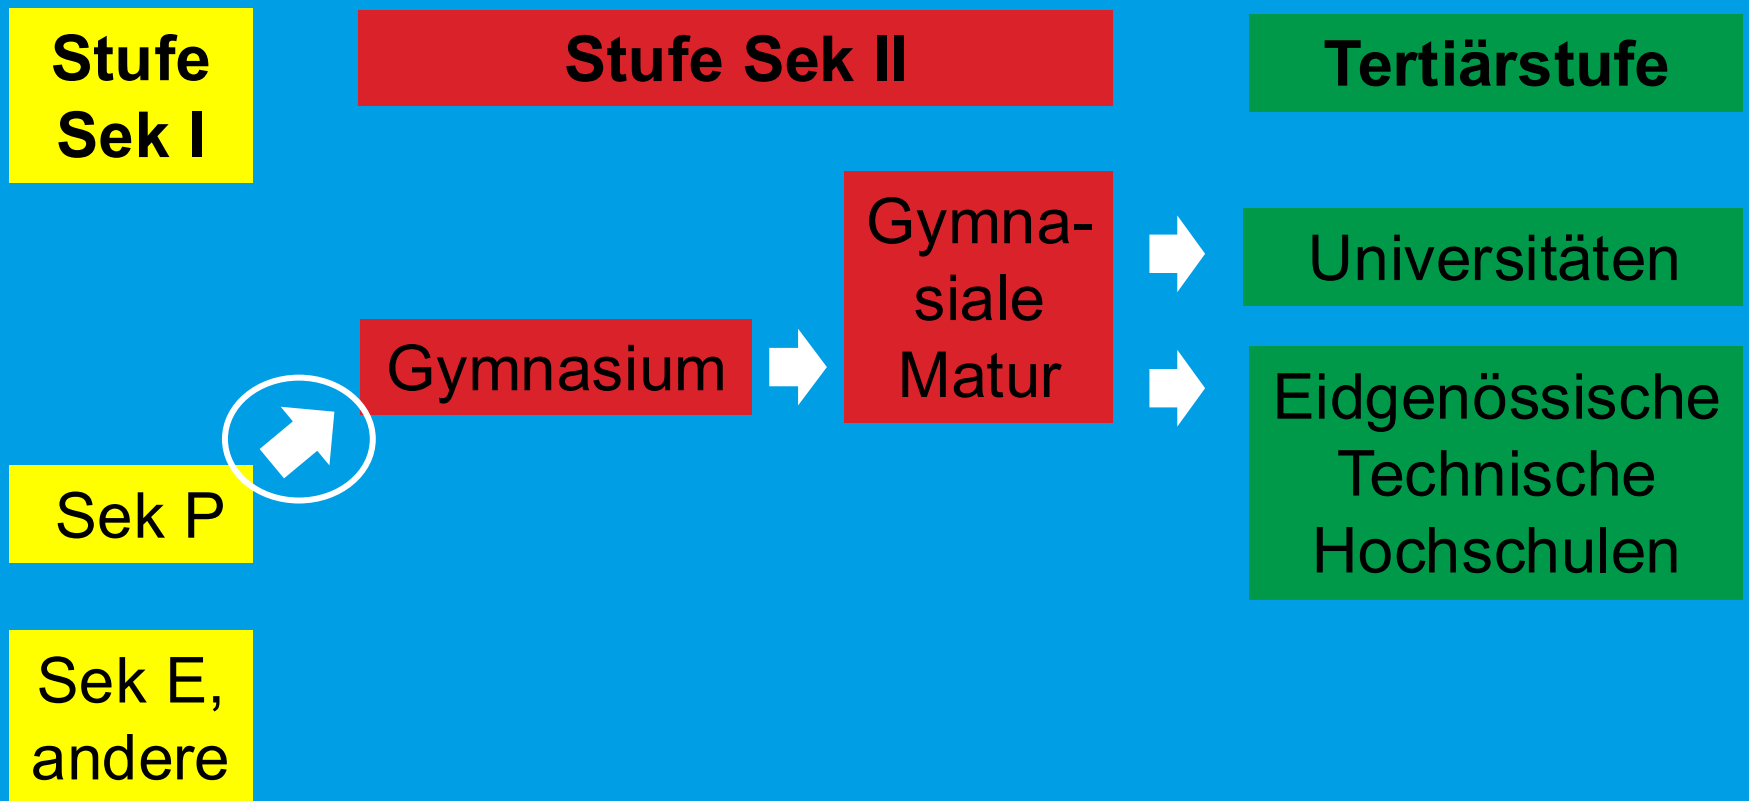 Stufe
Sek I
Stufe Sek II
Tertiärstufe
Gymna-
siale
Matur
Universitäten
Gymnasium
Eidgenössische
Technische
Hochschulen
Sek P
Sek E,
andere